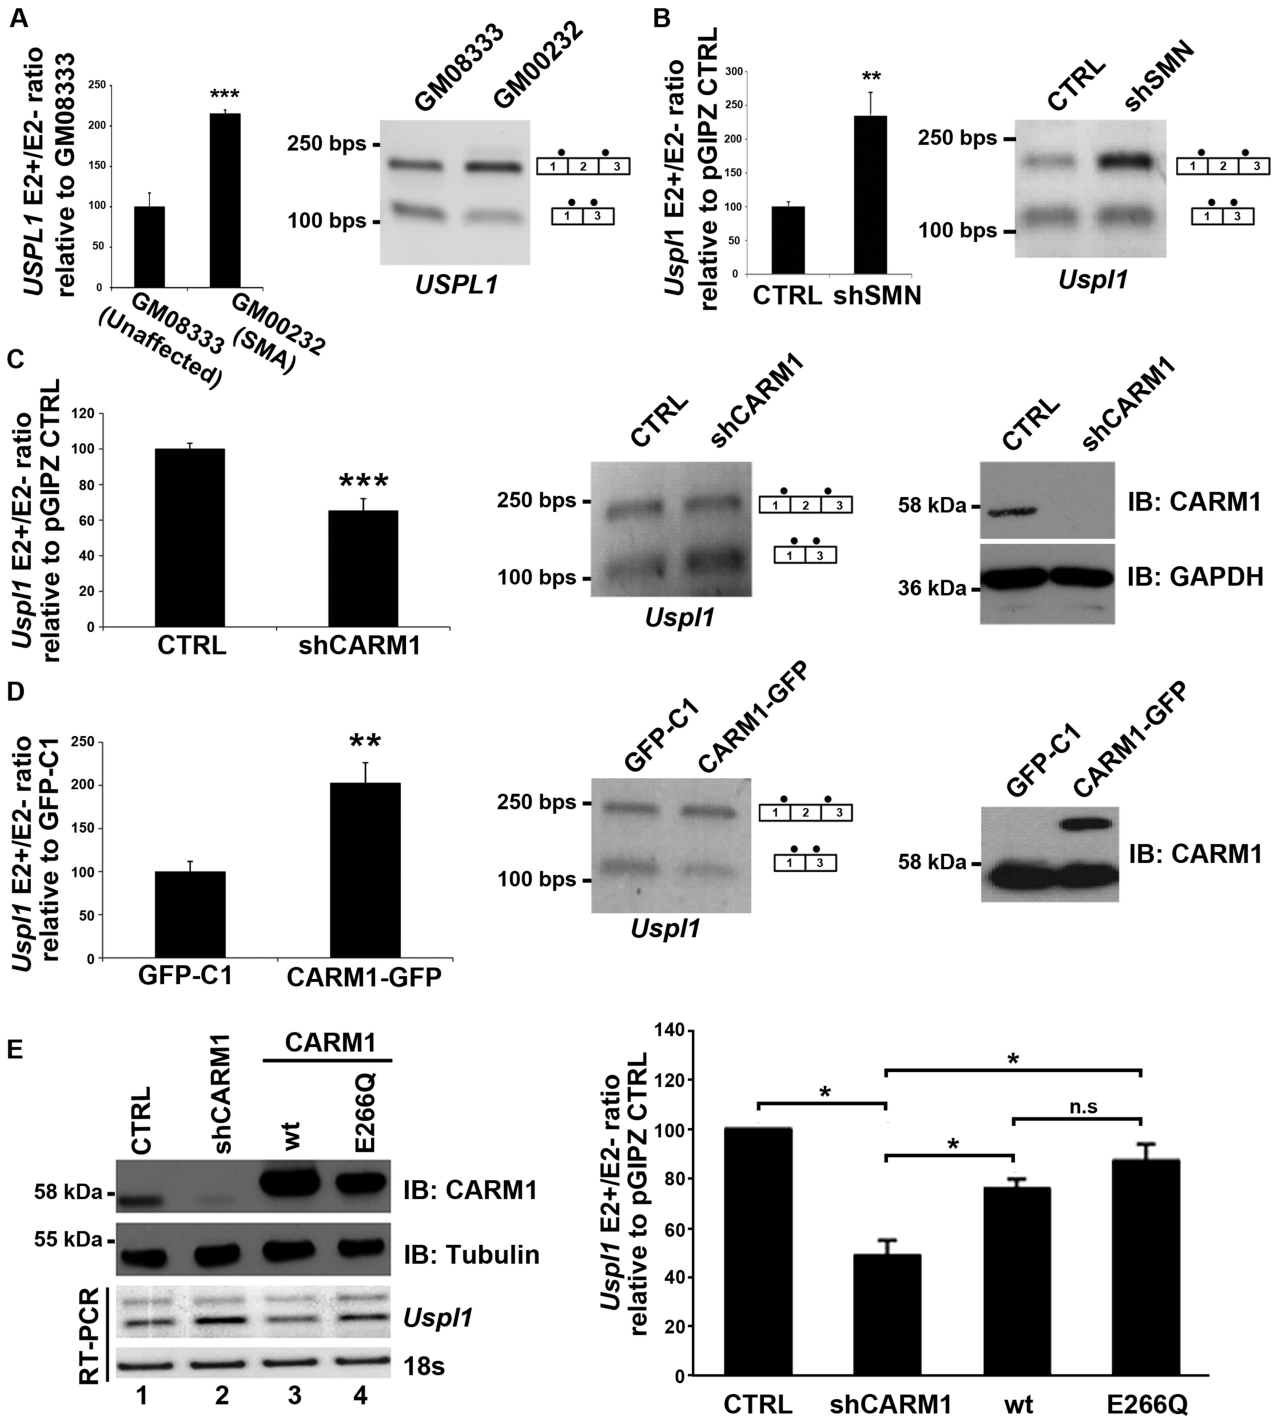 A
USPL1 E2+/E2- ratio
relative to GM08333
250
200
150
100
50
0
***
GM08333
(Unaffected)
GM00232
(SMA)
GM08333
GM00232
250 bps
100 bps
1 2 3
1 3
USPL1
B
Uspl1 E2+/E2- ratio
relative to pGIPZ CTRL
300
250
200
150
100
50
0
**
CTRL shSMN
CTRL
shSMN
250 bps
100 bps
1 2 3
1 3
Uspl1
C
Uspl1 E2+/E2- ratio
relative to pGIPZ CTRL
120
100
80
60
40
20
0
***
CTRL shCARM1
CTRL
shCARM1
250 bps
100 bps
1 2 3
1 3
Uspl1
CTRL
shCARM1
58 kDa
IB: CARM1
36 kDa
IB: GAPDH
D
Uspl1 E2+/E2- ratio
relative to GFP-C1
250
200
150
100
50
0
**
GFP-C1 CARM1-GFP
GFP-C1
CARM1-GFP
250 bps
100 bps
1 2 3
1 3
Uspl1
GFP-C1
CARM1-GFP
58 kDa
IB: CARM1
E
CARM1
CTRL
shCARM1
wt
E266Q
58 kDa
IB: CARM1
55 kDa
IB: Tubulin
RT-PCR
Uspl1
18s
1 2 3 4
Uspl1 E2+/E2- ratio
relative to pGIPZ CTRL
140
120
100
80
60
40
20
0
*
*
*
n.s
CTRL shCARM1 wt E266Q